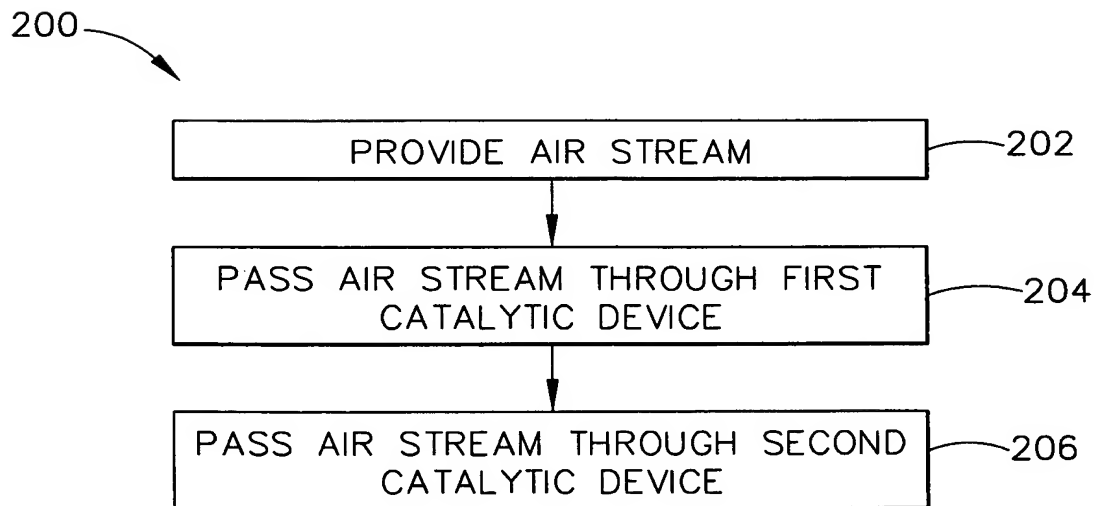 200
PROVIDE AIR STREAM
202
PASS AIR STREAM THROUGH FIRST
CATALYTIC DEVICE
204
PASS AIR STREAM THROUGH SECOND
CATALYTIC DEVICE
206